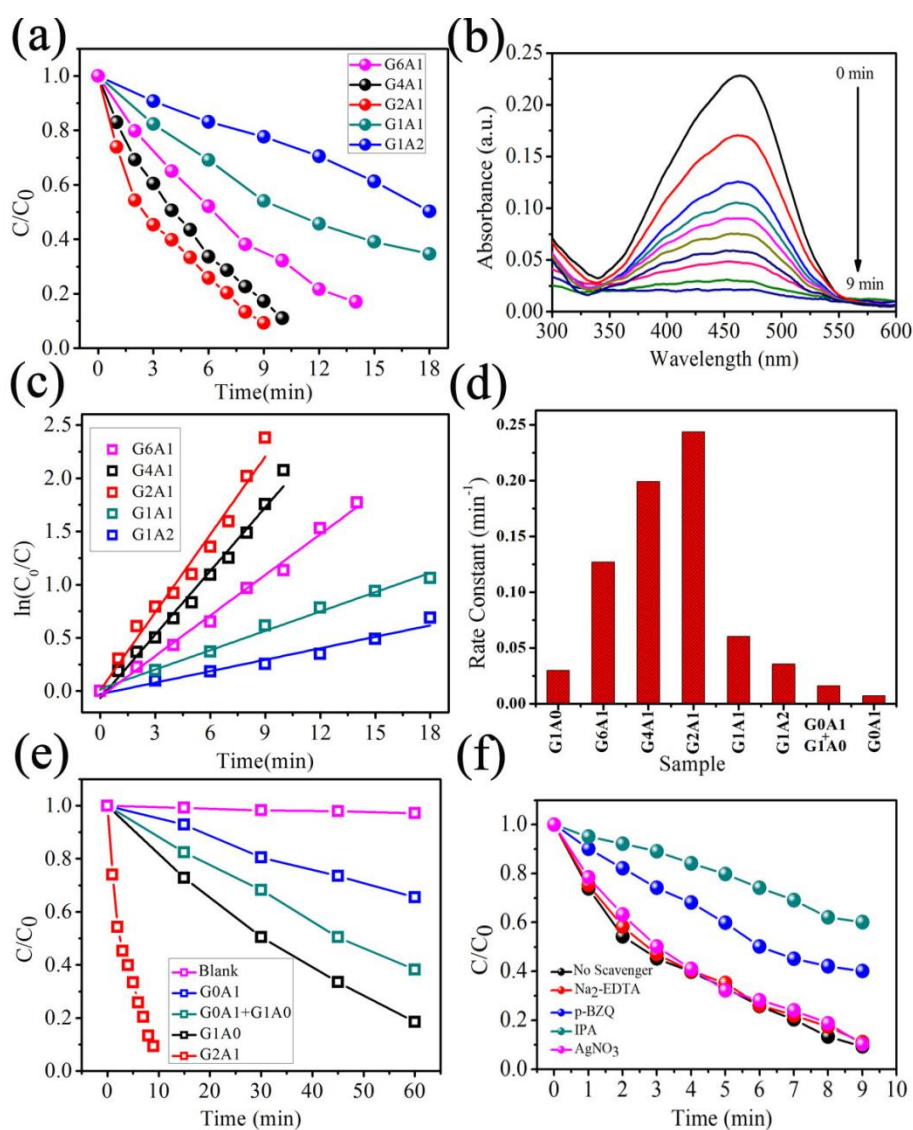 (a)
C/C0
1.0
0.8
0.6
0.4
0.2
0.0
0 3 6 9 12 15 18
Time(min)
G6A1
G4A1
G2A1
G1A1
G1A2
(b)
Absorbance (a.u.)
0.25
0.20
0.15
0.10
0.05
0.00
300 350 400 450 500 550 600
Wavelength (nm)
0 min
9 min
(c)
ln(C0/C)
2.5
2.0
1.5
1.0
0.5
0.0
0 3 6 9 12 15 18
Time(min)
G6A1
G4A1
G2A1
G1A1
G1A2
(d)
Rate Constant (min-1)
0.25
0.20
0.15
0.10
0.05
0.00
G1A0
G6A1
G4A1
G2A1
G1A1
G1A2
G0A1
+
G1A0
G0A1
Sample
(e)
C/C0
1.0
0.8
0.6
0.4
0.2
0.0
0 10 20 30 40 50 60
Time (min)
Blank
G0A1
G0A1+G1A0
G1A0
G2A1
(f)
C/C0
1.0
0.8
0.6
0.4
0.2
0.0
0 1 2 3 4 5 6 7 8 9 10
Time (min)
No Scavenger
Na2-EDTA
p-BZQ
IPA
AgNO3